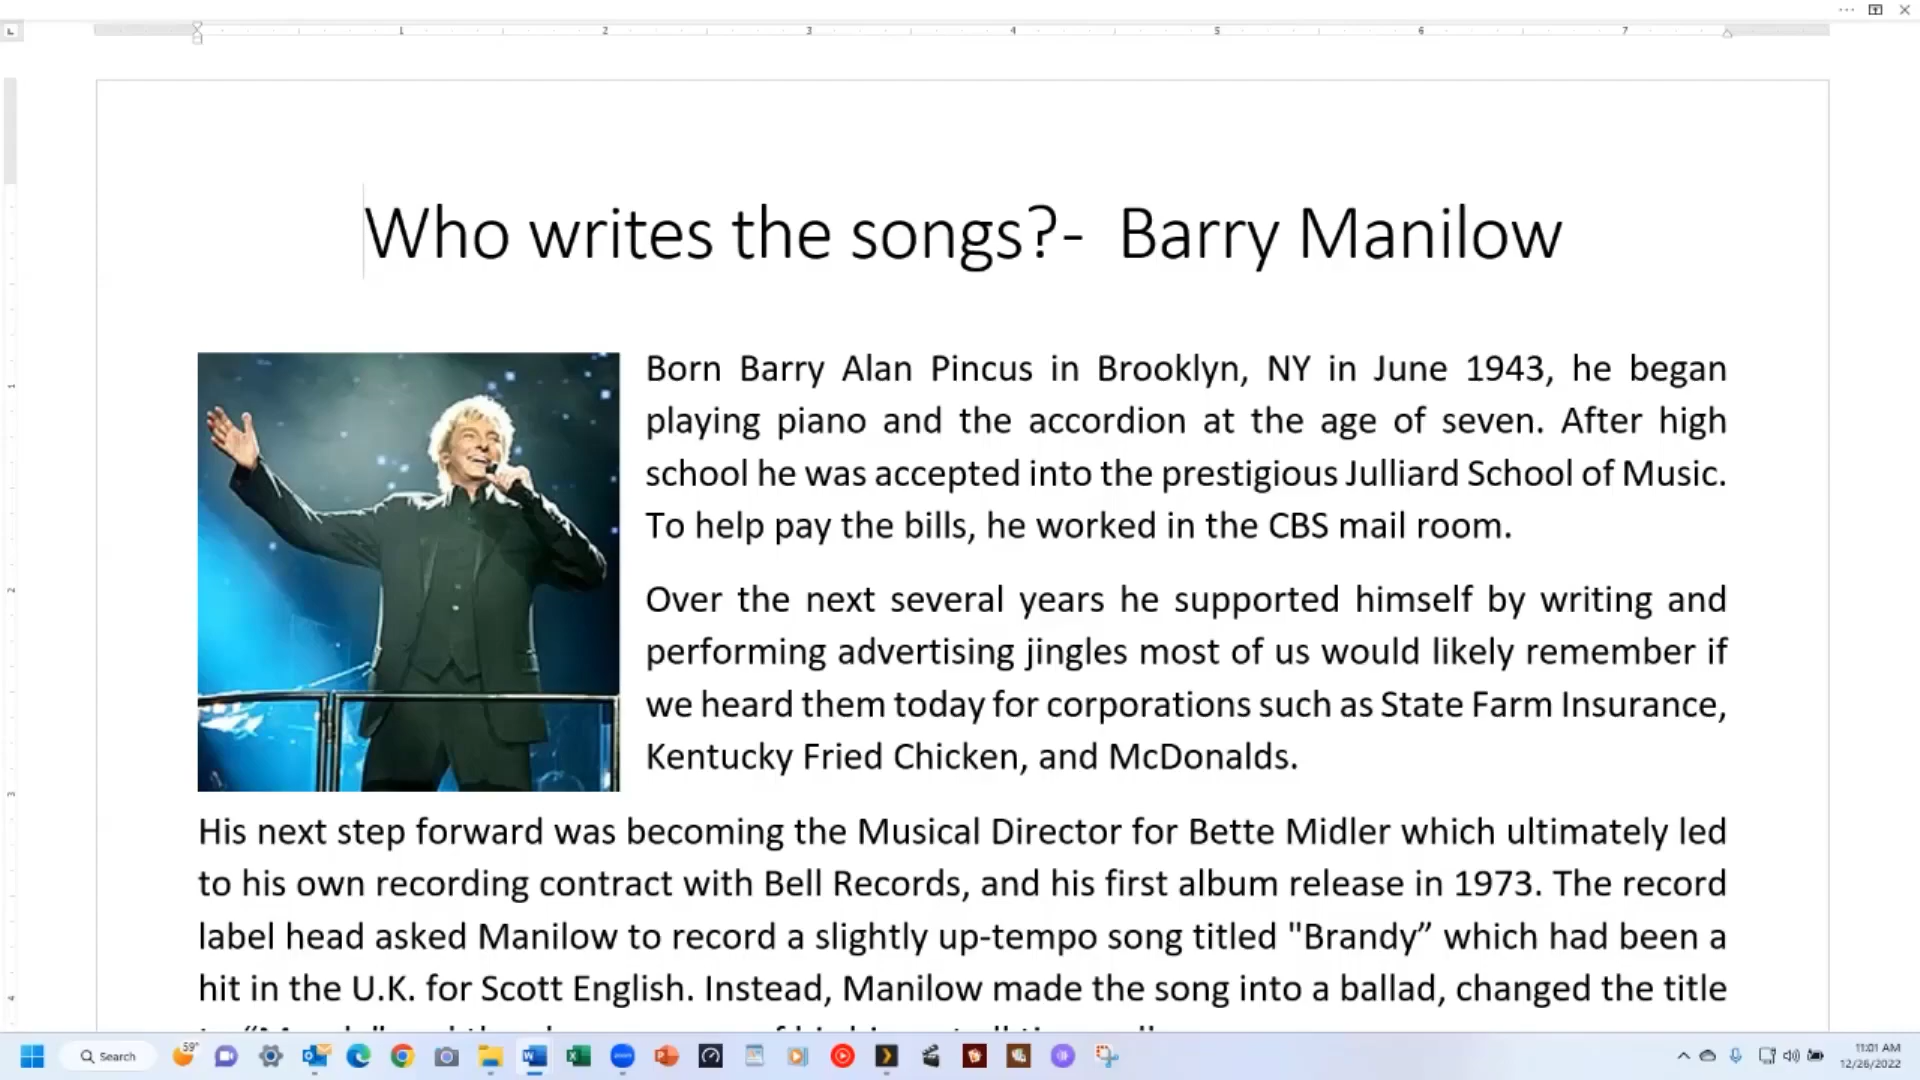 1 2 3 4 5 6 7
Who writes the songs?- Barry Manilow
Born Barry Alan Pincus in Brooklyn, NY in June 1943, he began
playing piano and the accordion at the age of seven. After high
school he was accepted into the prestigious Julliard School of Music.
To help pay the bills, he worked in the CBS mail room.
Over the next several years he supported himself by writing and
performing advertising jingles most of us would likely remember if
we heard them today for corporations such as State Farm Insurance,
Kentucky Fried Chicken, and McDonalds.
His next step forward was becoming the Musical Director for Bette Midler which ultimately led
to his own recording contract with Bell Records, and his first album release in 1973. The record
label head asked Manilow to record a slightly up-tempo song titled "Brandy” which had been a
hit in the U.K. for Scott English. Instead, Manilow made the song into a ballad, changed the title
Search
59°
11:01 AM
12/26/2022